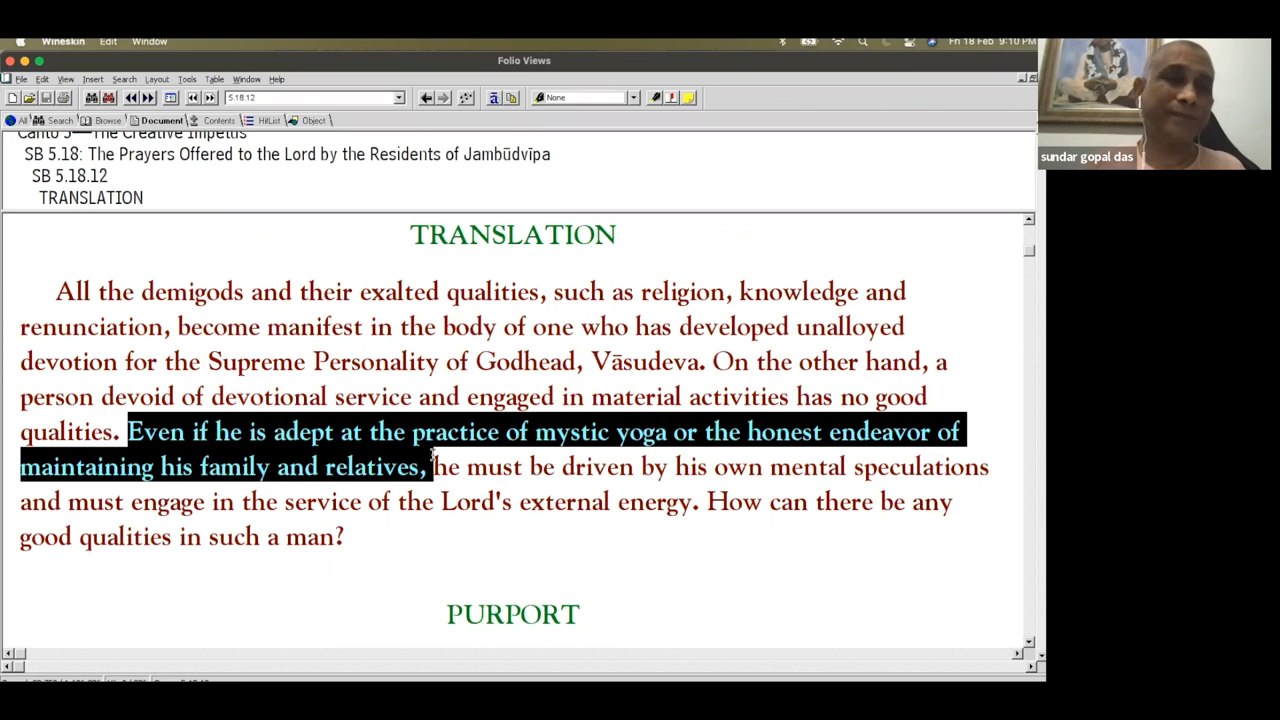 Wineskin Edit Window Fri 18 Feb 9:10 PM
Folio Views
File Edit View Insert Search Layout Tools Table Window Help
5.18.12 None
All Search Browse Document Contents HitList Object
Canto 5—The Creative Impetus
SB 5.18: The Prayers Offered to the Lord by the Residents of Jambūdvīpa
SB 5.18.12
TRANSLATION
sundar gopal das
TRANSLATION
All the demigods and their exalted qualities, such as religion, knowledge and
renunciation, become manifest in the body of one who has developed unalloyed
devotion for the Supreme Personality of Godhead, Vāsudeva. On the other hand, a
person devoid of devotional service and engaged in material activities has no good
qualities. Even if he is adept at the practice of mystic yoga or the honest endeavor of
maintaining his family and relatives, he must be driven by his own mental speculations
and must engage in the service of the Lord's external energy. How can there be any
good qualities in such a man?
PURPORT